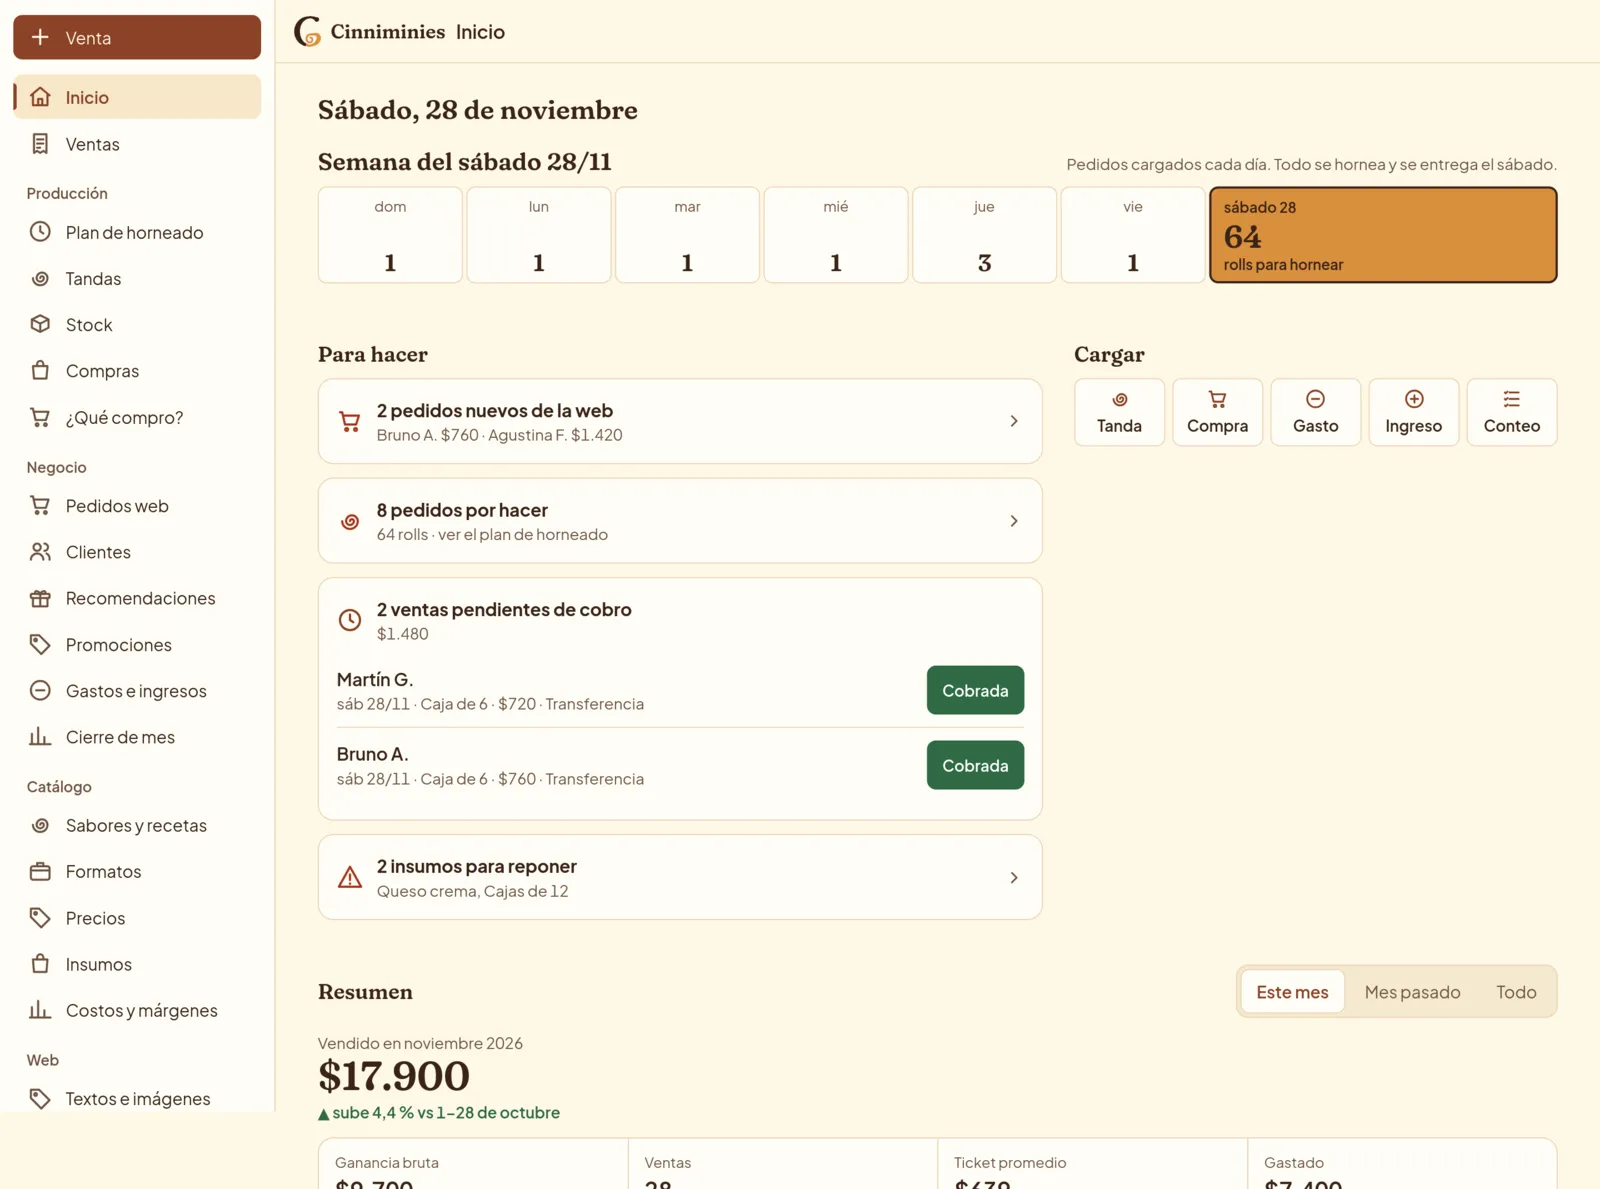 Venta
Inicio
Ventas
Producción
Plan de horneado
Tandas
Stock
Compras
¿Qué compro?
Negocio
Pedidos web
Clientes
Recomendaciones
Promociones
Gastos e ingresos
Cierre de mes
Catálogo
Sabores y recetas
Formatos
Precios
Insumos
Costos y márgenes
Web
Textos e imágenes
Cinniminies Inicio
Sábado, 28 de noviembre
Semana del sábado 28/11
Pedidos cargados cada día. Todo se hornea y se entrega el sábado.
dom
1
lun
1
mar
1
mié
1
jue
3
vie
1
sábado 28
64
rolls para hornear
Para hacer
2 pedidos nuevos de la web
Bruno A. $760 · Agustina F. $1.420
8 pedidos por hacer
64 rolls · ver el plan de horneado
2 ventas pendientes de cobro
$1.480
Martín G.
sáb 28/11 · Caja de 6 · $720 · Transferencia
Cobrada
Bruno A.
sáb 28/11 · Caja de 6 · $760 · Transferencia
Cobrada
2 insumos para reponer
Queso crema, Cajas de 12
Cargar
Tanda
Compra
Gasto
Ingreso
Conteo
Resumen
Este mes
Mes pasado
Todo
Vendido en noviembre 2026
$17.900
▲ sube 4,4 % vs 1–28 de octubre
Ganancia bruta
$9.700
Ventas
28
Ticket promedio
$639
Gastado
$7.400